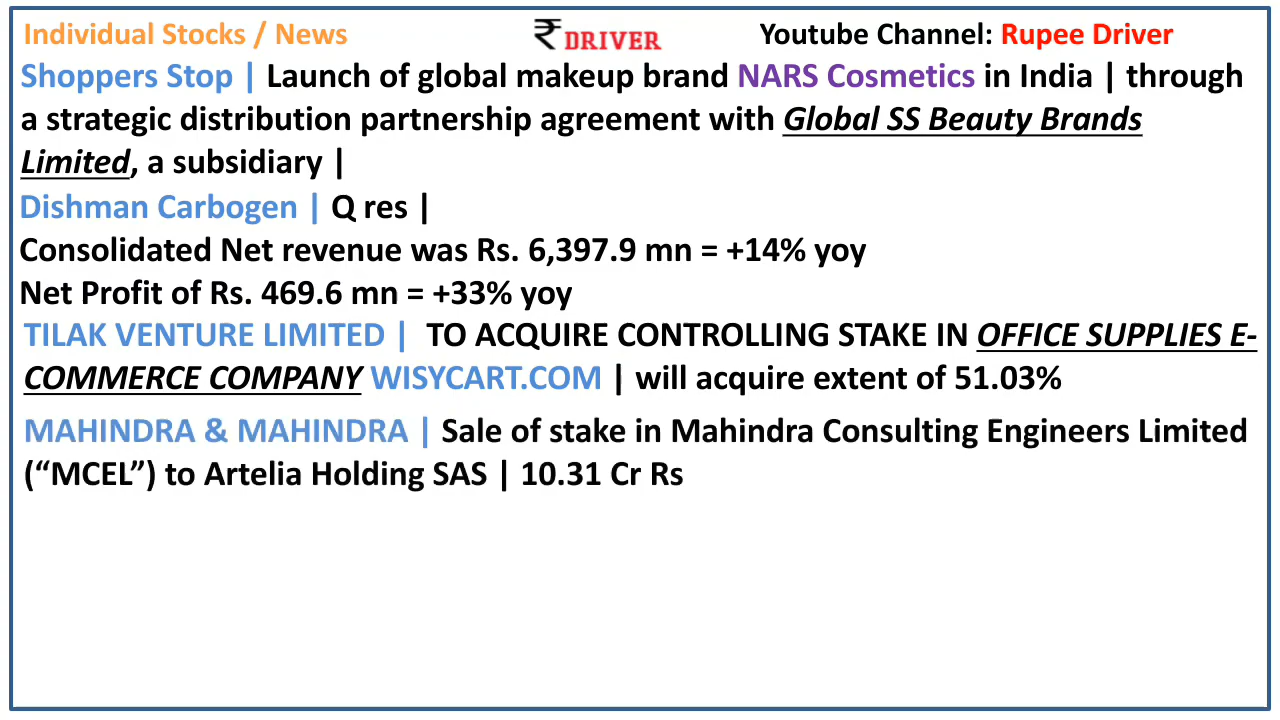 Individual Stocks / News
₹ DRIVER
Youtube Channel: Rupee Driver
Shoppers Stop | Launch of global makeup brand NARS Cosmetics in India | through
a strategic distribution partnership agreement with Global SS Beauty Brands
Limited, a subsidiary |
Dishman Carbogen | Q res |
Consolidated Net revenue was Rs. 6,397.9 mn = +14% yoy
Net Profit of Rs. 469.6 mn = +33% yoy
TILAK VENTURE LIMITED | TO ACQUIRE CONTROLLING STAKE IN OFFICE SUPPLIES E-
COMMERCE COMPANY WISYCART.COM | will acquire extent of 51.03%
MAHINDRA & MAHINDRA | Sale of stake in Mahindra Consulting Engineers Limited
(“MCEL”) to Artelia Holding SAS | 10.31 Cr Rs